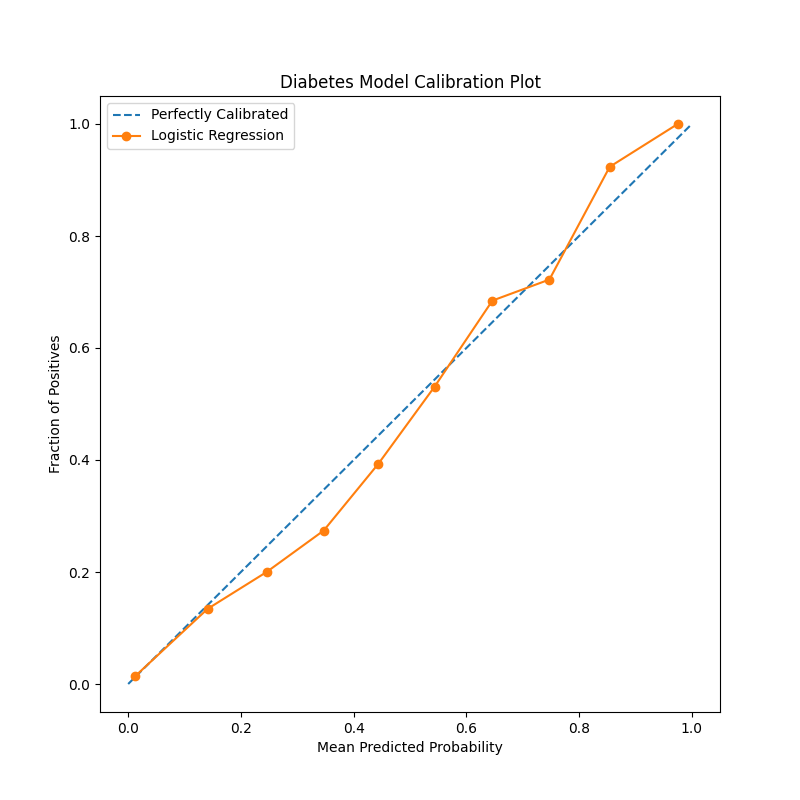 Diabetes Model Calibration Plot
Perfectly Calibrated
Logistic Regression
1.0
0.8
0.6
0.4
0.2
0.0
Fraction of Positives
0.0 0.2 0.4 0.6 0.8 1.0
Mean Predicted Probability